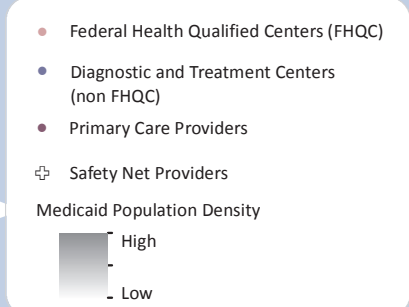 Federal Health Qualified Centers (FHQC)
Diagnostic and Treatment Centers
(non FHQC)
Primary Care Providers
Safety Net Providers
Medicaid Population Density
High
Low